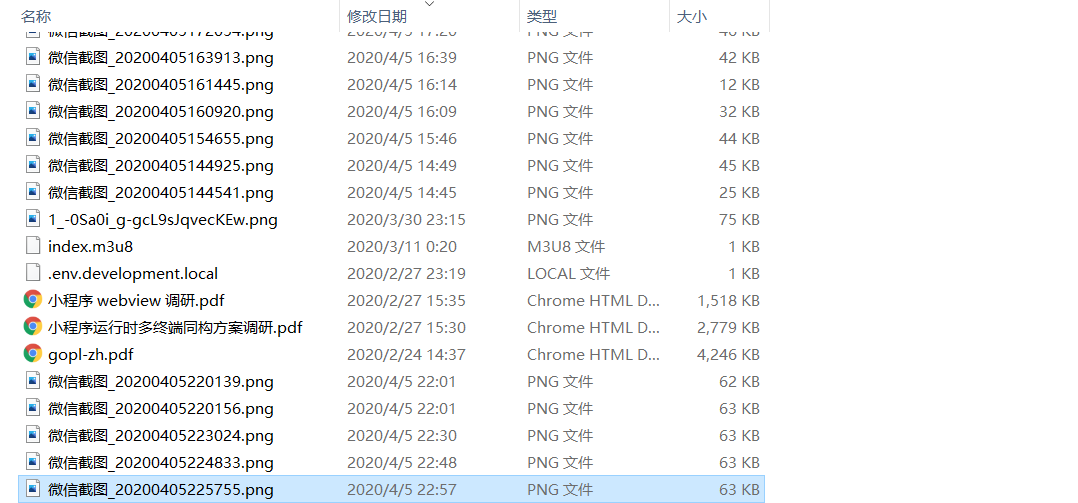 名称 修改日期 类型 大小
微信截图_20200405163913.png 2020/4/5 16:39 PNG 文件 42 KB
微信截图_20200405161445.png 2020/4/5 16:14 PNG 文件 12 KB
微信截图_20200405160920.png 2020/4/5 16:09 PNG 文件 32 KB
微信截图_20200405154655.png 2020/4/5 15:46 PNG 文件 44 KB
微信截图_20200405144925.png 2020/4/5 14:49 PNG 文件 45 KB
微信截图_20200405144541.png 2020/4/5 14:45 PNG 文件 25 KB
1_-0Sa0i_g-gcL9sJqvecKEw.png 2020/3/30 23:15 PNG 文件 75 KB
index.m3u8 2020/3/11 0:20 M3U8 文件 1 KB
.env.development.local 2020/2/27 23:19 LOCAL 文件 1 KB
小程序 webview 调研.pdf 2020/2/27 15:35 Chrome HTML D... 1,518 KB
小程序运行时多终端同构方案调研.pdf 2020/2/27 15:30 Chrome HTML D... 2,779 KB
gopl-zh.pdf 2020/2/24 14:37 Chrome HTML D... 4,246 KB
微信截图_20200405220139.png 2020/4/5 22:01 PNG 文件 62 KB
微信截图_20200405220156.png 2020/4/5 22:01 PNG 文件 63 KB
微信截图_20200405223024.png 2020/4/5 22:30 PNG 文件 63 KB
微信截图_20200405224833.png 2020/4/5 22:48 PNG 文件 63 KB
微信截图_20200405225755.png 2020/4/5 22:57 PNG 文件 63 KB